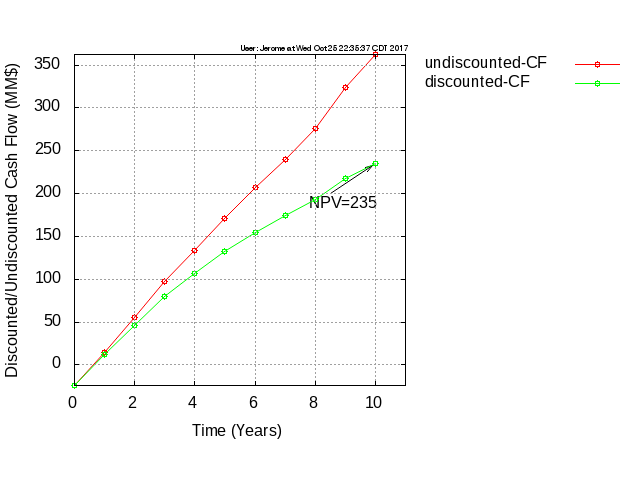 User: Jerome at Wed Oct 25 22:35:37 CDT 2017
undiscounted-CF
discounted-CF
Discounted/Undiscounted Cash Flow (MM$)
350
300
250
200
150
100
50
0
NPV=235
0 2 4 6 8 10
Time (Years)